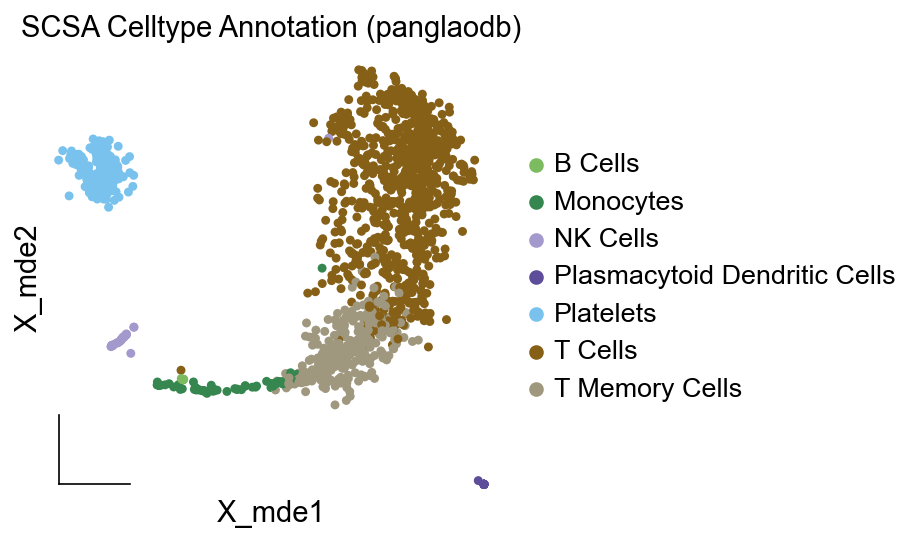 SCSA Celltype Annotation (panglaodb)
B Cells
Monocytes
NK Cells
Plasmacytoid Dendritic Cells
Platelets
T Cells
T Memory Cells
X_mde2
X_mde1